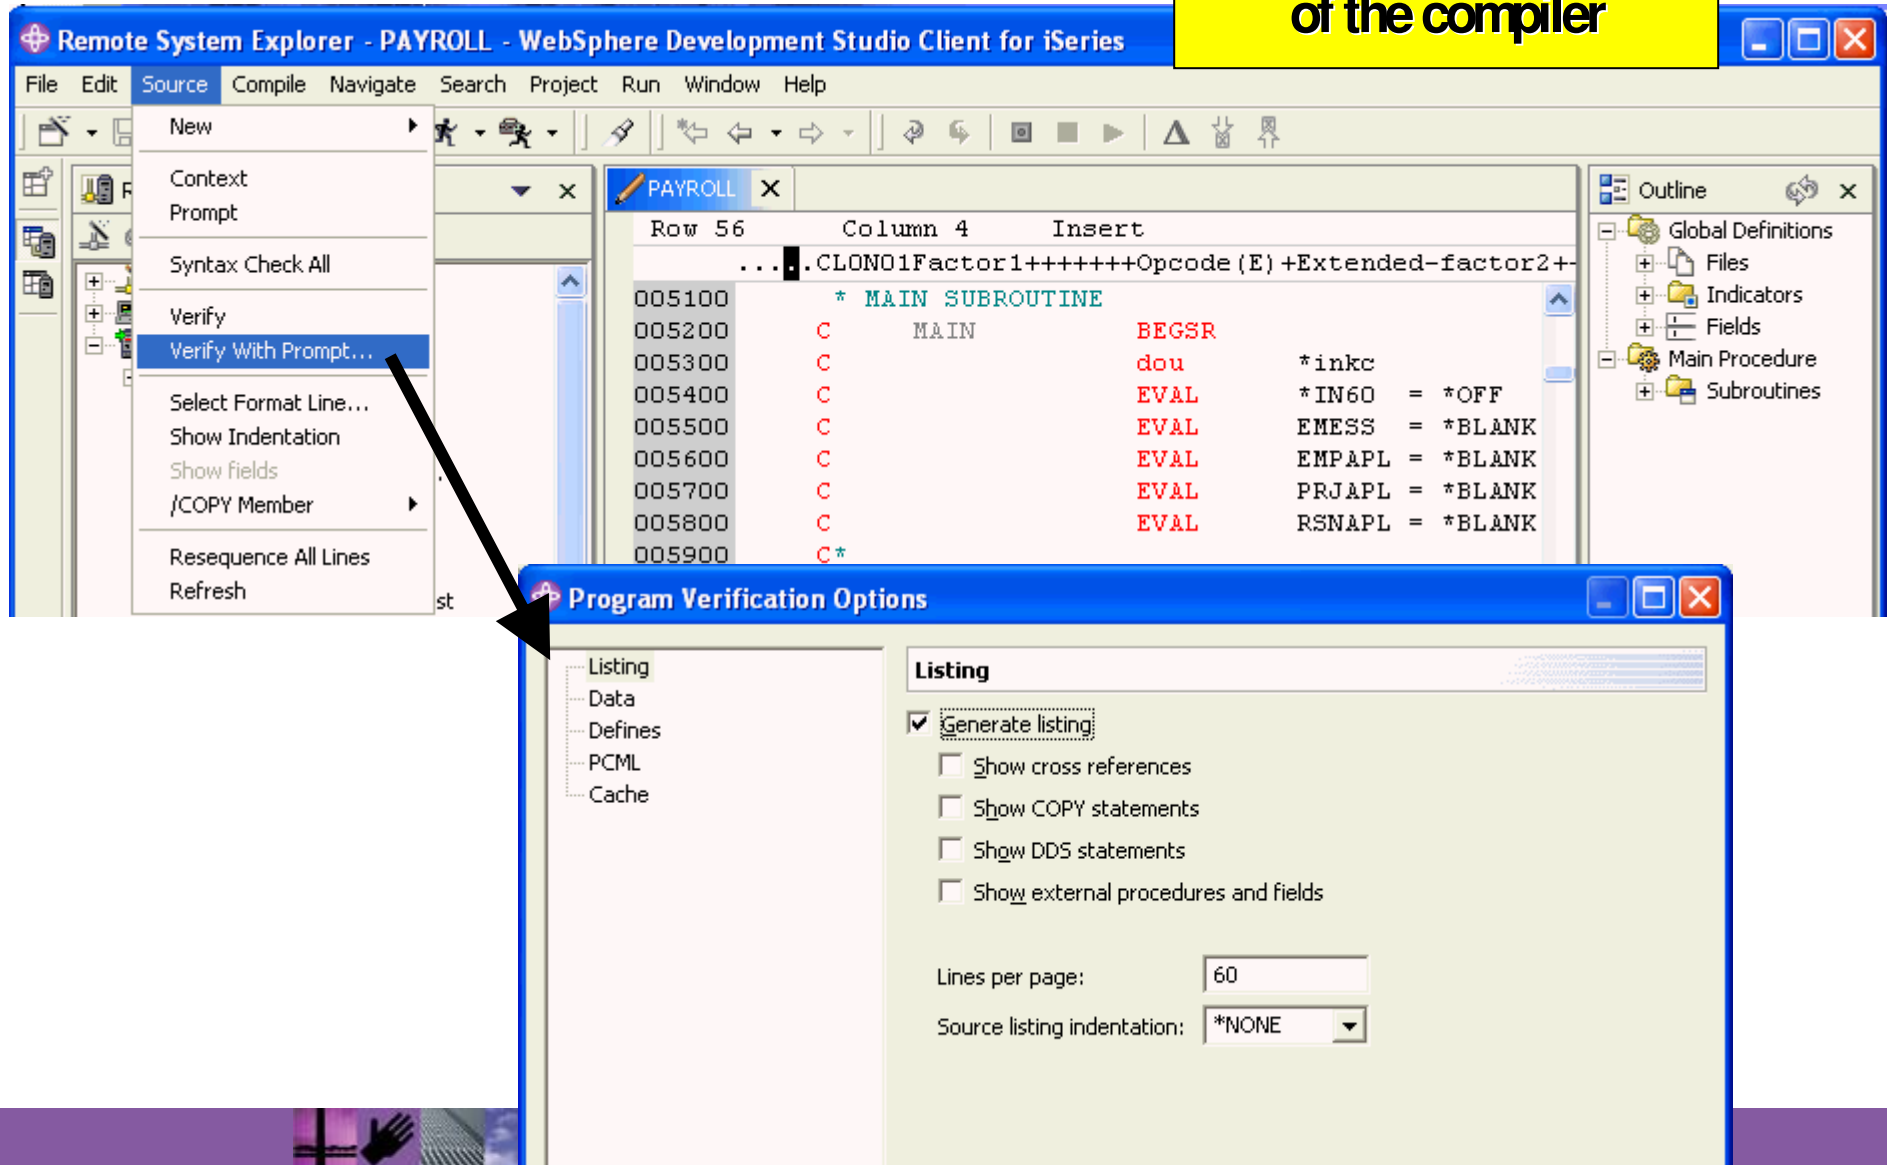 of the compiler
Remote System Explorer - PAYROLL - WebSphere Development Studio Client for iSeries
File Edit Source Compile Navigate Search Project Run Window Help
New
Context
Prompt
Syntax Check All
Verify
Verify With Prompt...
Select Format Line...
Show Indentation
Show fields
/COPY Member
Resequence All Lines
Refresh
st
PAYROLL
Row 56 Column 4 Insert
.....CLON01Factor1+++++++Opcode(E)+Extended-factor2+-
005100 * MAIN SUBROUTINE
005200 C MAIN BEGSR
005300 C dou *inkc
005400 C EVAL *IN60 = *OFF
005500 C EVAL EMESS = *BLANK
005600 C EVAL EMPAPL = *BLANK
005700 C EVAL PRJAPL = *BLANK
005800 C EVAL RSNAPL = *BLANK
005900 C*
Outline
Global Definitions
Files
Indicators
Fields
Main Procedure
Subroutines
Program Verification Options
Listing
Data
Defines
PCML
Cache
Listing
Generate listing
Show cross references
Show COPY statements
Show DDS statements
Show external procedures and fields
Lines per page: 60
Source listing indentation: *NONE